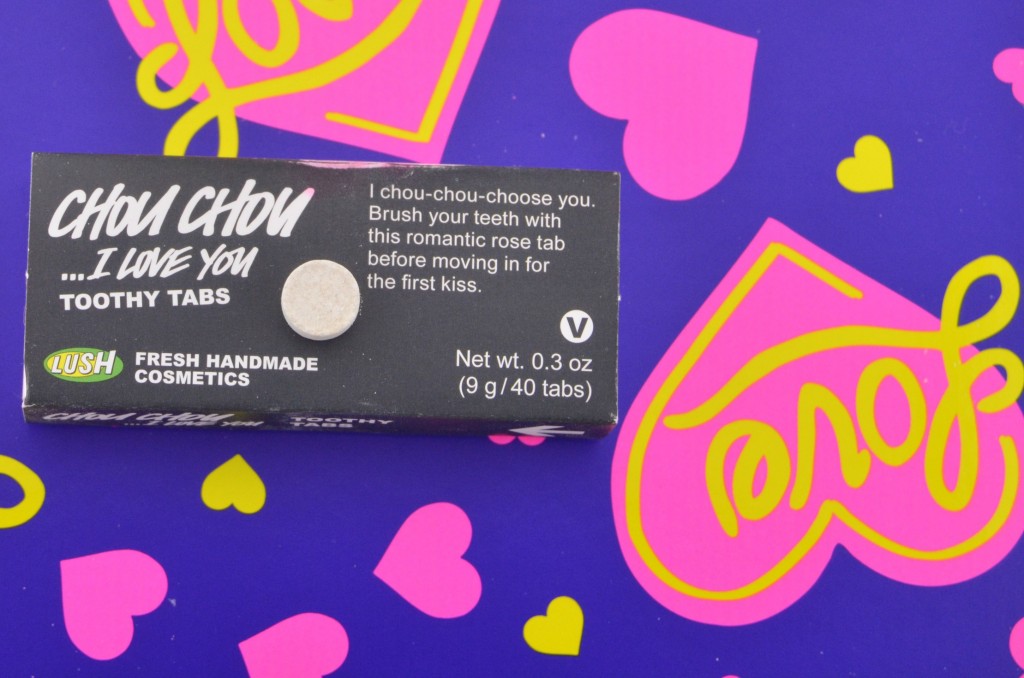 love
CHOU CHOU
...I LOVE YOU
TOOTHY TABS
LUSH
FRESH HANDMADE
COSMETICS
I chou-chou-choose you.
Brush your teeth with
this romantic rose tab
before moving in for
the first kiss.
V
Net wt. 0.3 oz
(9 g / 40 tabs)
CHOU CHOU
...I LOVE YOU
TOOTHY
TABS
love